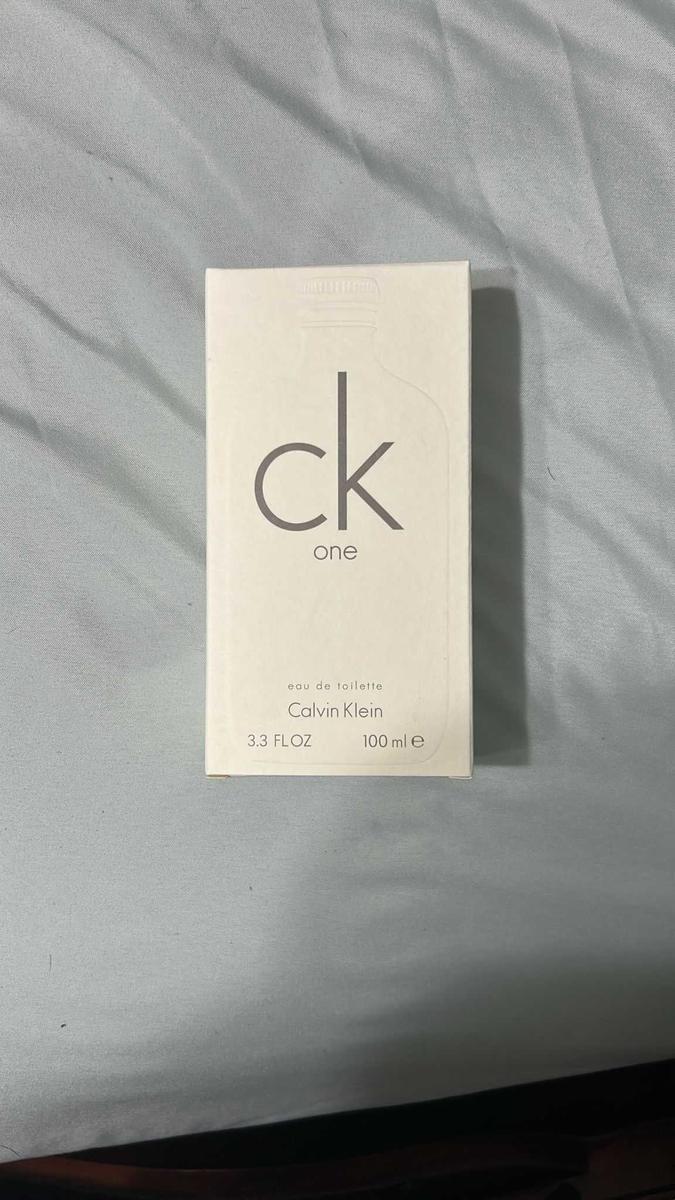 ck
one
eau de toilette
Calvin Klein
3.3 FL OZ 100 ml ℮